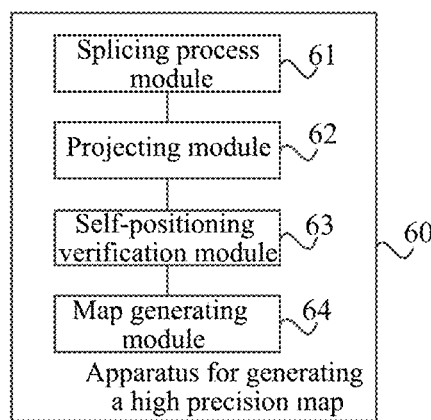 Splicing process
module
61
Projecting module
62
Self-positioning
verification module
63
60
Map generating
module
64
Apparatus for generating
a high precision map